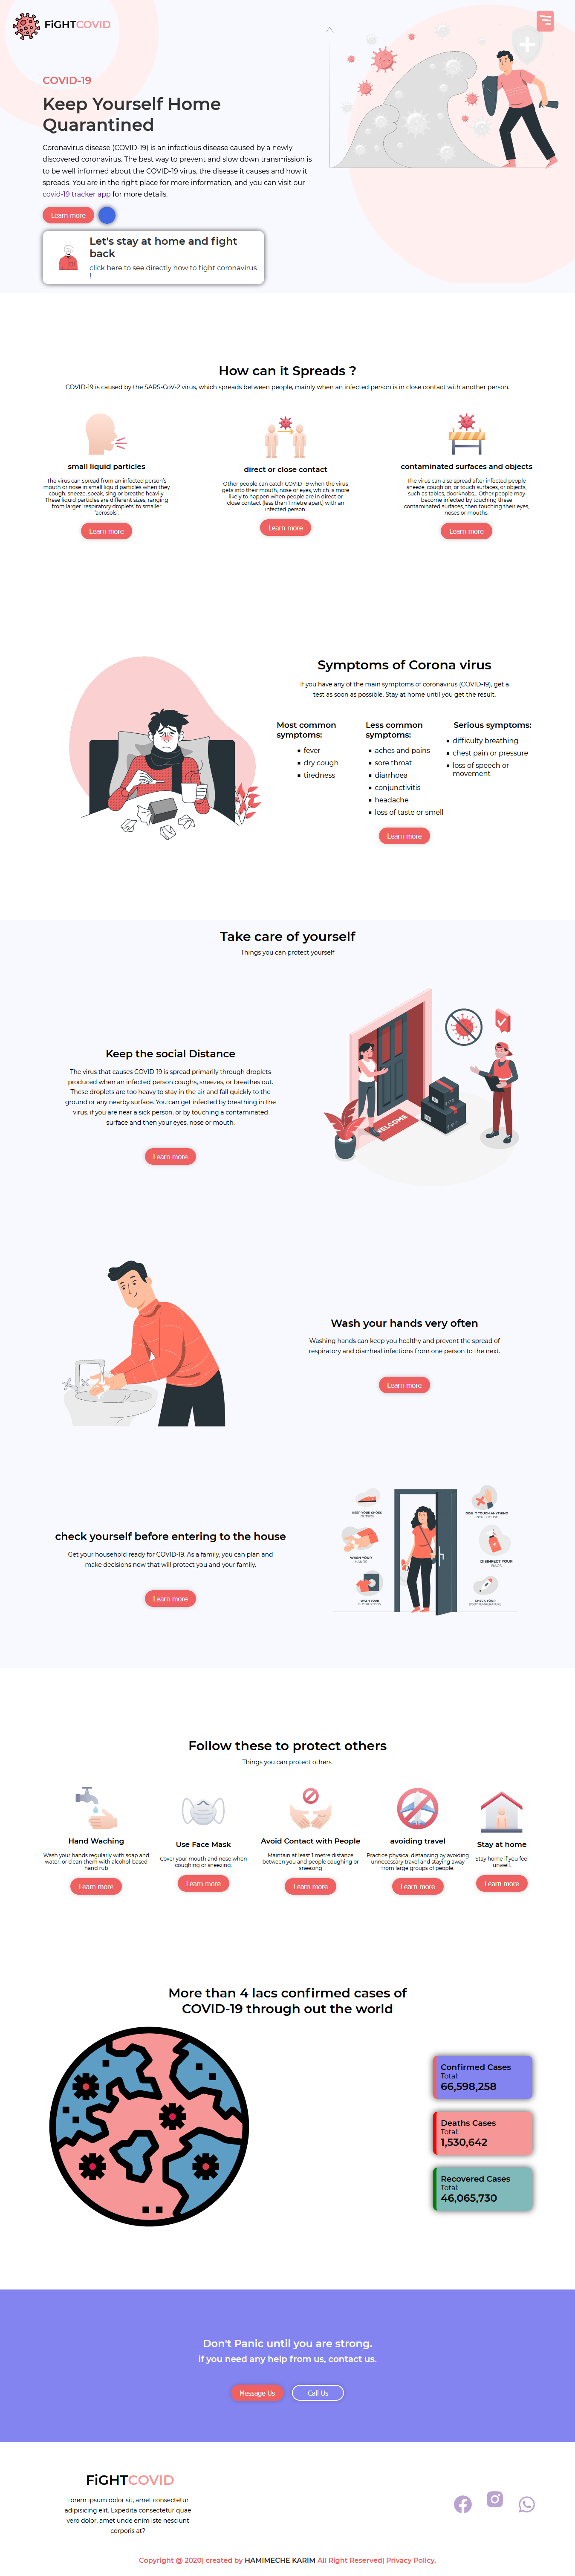 FiGHTCOVID
COVID-19
Keep Yourself Home
Quarantined
Coronavirus disease (COVID-19) is an infectious disease caused by a newly
discovered coronavirus. The best way to prevent and slow down transmission is
to be well informed about the COVID-19 virus, the disease it causes and how it
spreads. You are in the right place for more information, and you can visit our
covid-19 tracker app for more details.
Learn more
Let's stay at home and fight
back
click here to see directly how to fight coronavirus
!
How can it Spreads ?
COVID-19 is caused by the SARS-CoV-2 virus, which spreads between people, mainly when an infected person is in close contact with another person.
small liquid particles
The virus can spread from an infected person's
mouth or nose in small liquid particles when they
cough, sneeze, speak, sing or breathe heavily.
These liquid particles are different sizes, ranging
from larger 'respiratory droplets' to smaller
'aerosols'.
Learn more
direct or close contact
Other people can catch COVID-19 when the virus
gets into their mouth, nose or eyes, which is more
likely to happen when people are in direct or
close contact (less than 1 metre apart) with an
infected person.
Learn more
contaminated surfaces and objects
The virus can also spread after infected people
sneeze, cough on, or touch surfaces, or objects,
such as tables, doorknobs... Other people may
become infected by touching these
contaminated surfaces, then touching their eyes,
noses or mouths.
Learn more
Symptoms of Corona virus
If you have any of the main symptoms of coronavirus (COVID-19), get a
test as soon as possible. Stay at home until you get the result.
Most common
symptoms:
fever
dry cough
tiredness
Less common
symptoms:
aches and pains
sore throat
diarrhoea
conjunctivitis
headache
loss of taste or smell
Serious symptoms:
difficulty breathing
chest pain or pressure
loss of speech or
movement
Learn more
Take care of yourself
Things you can protect yourself
Keep the social Distance
The virus that causes COVID-19 is spread primarily through droplets
produced when an infected person coughs, sneezes, or breathes out.
These droplets are too heavy to stay in the air and fall quickly to the
ground or any nearby surface. You can get infected by breathing in the
virus, if you are near a sick person, or by touching a contaminated
surface and then your eyes, nose or mouth.
Learn more
WELCOME
Wash your hands very often
Washing hands can keep you healthy and prevent the spread of
respiratory and diarrheal infections from one person to the next.
Learn more
check yourself before entering to the house
Get your household ready for COVID-19. As a family, you can plan and
make decisions now that will protect you and your family.
Learn more
KEEP YOUR SHOES
OUTSIDE
DON´T TOUCH ANYTHING
INSIDE HOUSE
WASH YOUR
HANDS
DISINFECT YOUR
BAGS
WASH YOUR
CHECK YOUR
BODY TEMPERATURE
Follow these to protect others
Things you can protect others.
Hand Waching
Wash your hands regularly with soap and
water, or clean them with alcohol-based
hand rub
Learn more
Use Face Mask
Cover your mouth and nose when
coughing or sneezing.
Learn more
Avoid Contact with People
Maintain at least 1 metre distance
between you and people coughing or
sneezing
Learn more
avoiding travel
Practice physical distancing by avoiding
unnecessary travel and staying away
from large groups of people.
Learn more
Stay at home
Stay home if you feel
unwell.
Learn more
More than 4 lacs confirmed cases of
COVID-19 through out the world
Confirmed Cases
Total:
66,598,258
Deaths Cases
Total:
1,530,642
Recovered Cases
Total:
46,065,730
Don't Panic until you are strong.
if you need any help from us, contact us.
Message Us
Call Us
FiGHTCOVID
Lorem ipsum dolor sit, amet consectetur
adipisicing elit. Expedita consectetur quae
vero dolor, amet unde enim iste nesciunt
corporis at?
Copyright @ 2020| created by HAMIMECHE KARIM All Right Reserved| Privacy Policy.